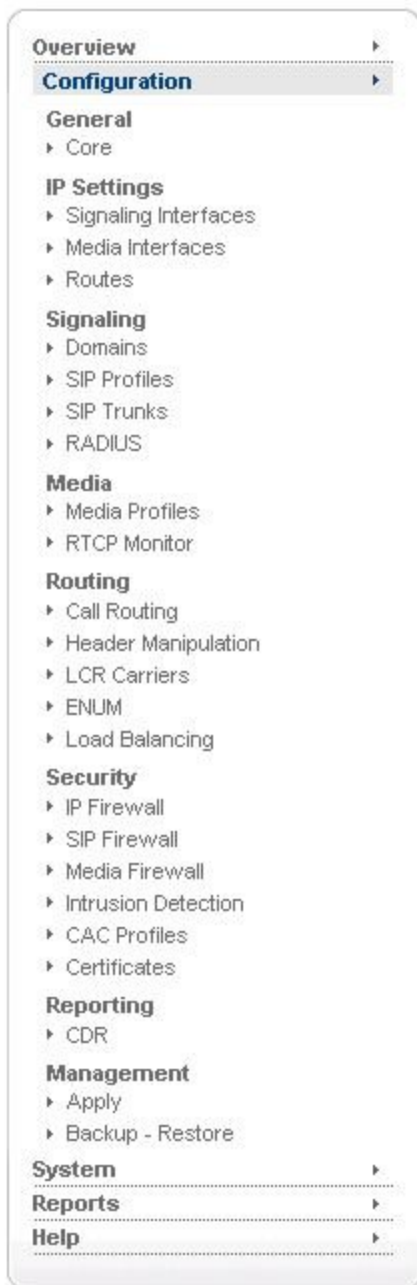 Overview
Configuration
General
Core
IP Settings
Signaling Interfaces
Media Interfaces
Routes
Signaling
Domains
SIP Profiles
SIP Trunks
RADIUS
Media
Media Profiles
RTCP Monitor
Routing
Call Routing
Header Manipulation
LCR Carriers
ENUM
Load Balancing
Security
IP Firewall
SIP Firewall
Media Firewall
Intrusion Detection
CAC Profiles
Certificates
Reporting
CDR
Management
Apply
Backup - Restore
System
Reports
Help